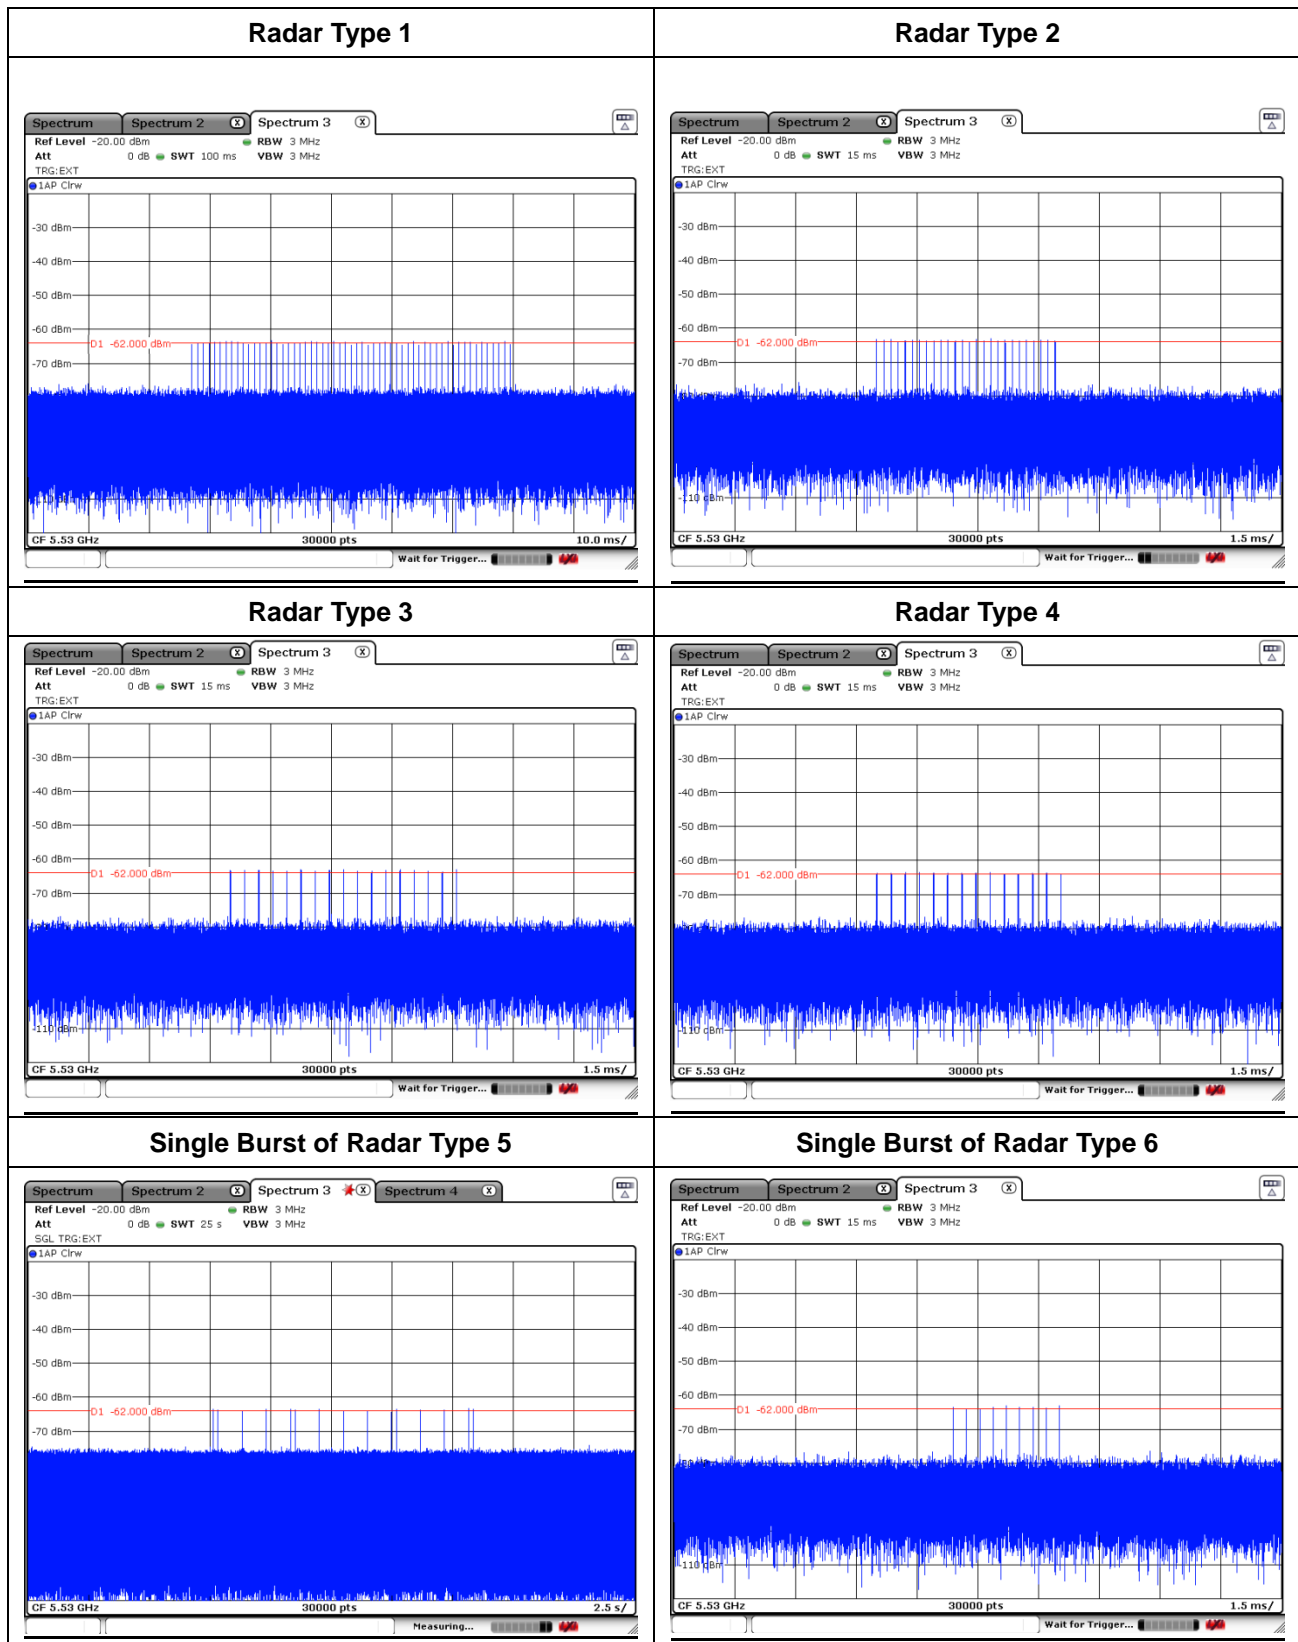 Radar Type 1
Radar Type 2
Spectrum Spectrum 2 X Spectrum 3 X
Ref Level -20.00 dBm RBW 3 MHz
Att 0 dB SWT 100 ms VBW 3 MHz
TRG:EXT
1AP Clrw
-30 dBm
-40 dBm
-50 dBm
-60 dBm
D1 -62.000 dBm
-70 dBm
CF 5.53 GHz 30000 pts 10.0 ms/
Wait for Trigger...
Spectrum Spectrum 2 X Spectrum 3 X
Ref Level -20.00 dBm RBW 3 MHz
Att 0 dB SWT 15 ms VBW 3 MHz
TRG:EXT
1AP Clrw
-30 dBm
-40 dBm
-50 dBm
-60 dBm
D1 -62.000 dBm
-70 dBm
-110 dBm
CF 5.53 GHz 30000 pts 1.5 ms/
Wait for Trigger...
Radar Type 3
Radar Type 4
Spectrum Spectrum 2 X Spectrum 3 X
Ref Level -20.00 dBm RBW 3 MHz
Att 0 dB SWT 15 ms VBW 3 MHz
TRG:EXT
1AP Clrw
-30 dBm
-40 dBm
-50 dBm
-60 dBm
D1 -62.000 dBm
-70 dBm
-110 dBm
CF 5.53 GHz 30000 pts 1.5 ms/
Wait for Trigger...
Spectrum Spectrum 2 X Spectrum 3 X
Ref Level -20.00 dBm RBW 3 MHz
Att 0 dB SWT 15 ms VBW 3 MHz
TRG:EXT
1AP Clrw
-30 dBm
-40 dBm
-50 dBm
-60 dBm
D1 -62.000 dBm
-70 dBm
-110 dBm
CF 5.53 GHz 30000 pts 1.5 ms/
Wait for Trigger...
Single Burst of Radar Type 5
Single Burst of Radar Type 6
Spectrum Spectrum 2 X Spectrum 3 X Spectrum 4 X
Ref Level -20.00 dBm RBW 3 MHz
Att 0 dB SWT 25 s VBW 3 MHz
SGL TRG:EXT
1AP Clrw
-30 dBm
-40 dBm
-50 dBm
-60 dBm
D1 -62.000 dBm
-70 dBm
CF 5.53 GHz 30000 pts 2.5 s/
Measuring...
Spectrum Spectrum 2 X Spectrum 3 X
Ref Level -20.00 dBm RBW 3 MHz
Att 0 dB SWT 15 ms VBW 3 MHz
TRG:EXT
1AP Clrw
-30 dBm
-40 dBm
-50 dBm
-60 dBm
D1 -62.000 dBm
-70 dBm
-110 dBm
CF 5.53 GHz 30000 pts 1.5 ms/
Wait for Trigger...